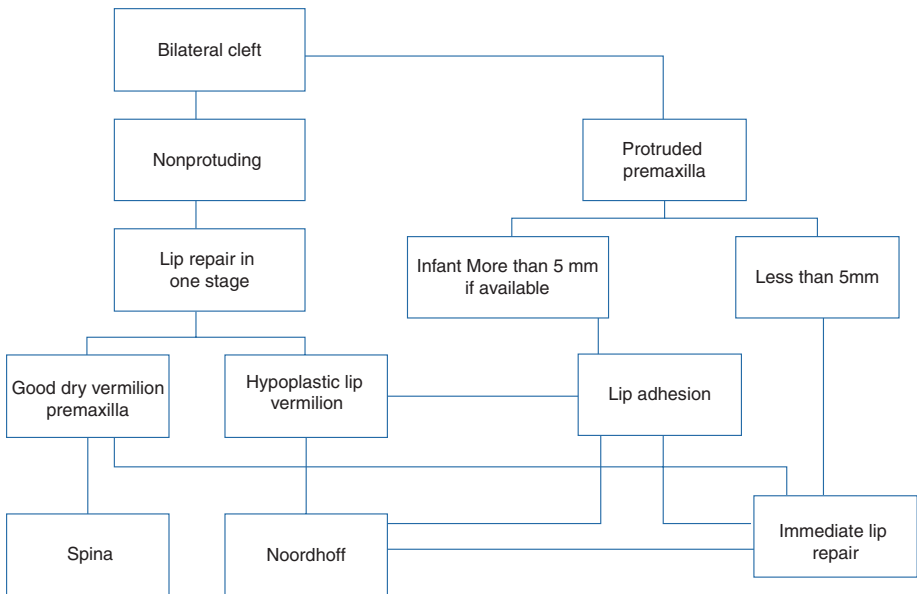 Bilateral cleft
Nonprotuding
Protruded
premaxilla
Lip repair in
one stage
Infant More than 5 mm
if available
Less than 5mm
Good dry vermilion
premaxilla
Hypoplastic lip
vermilion
Lip adhesion
Spina
Noordhoff
Immediate lip
repair